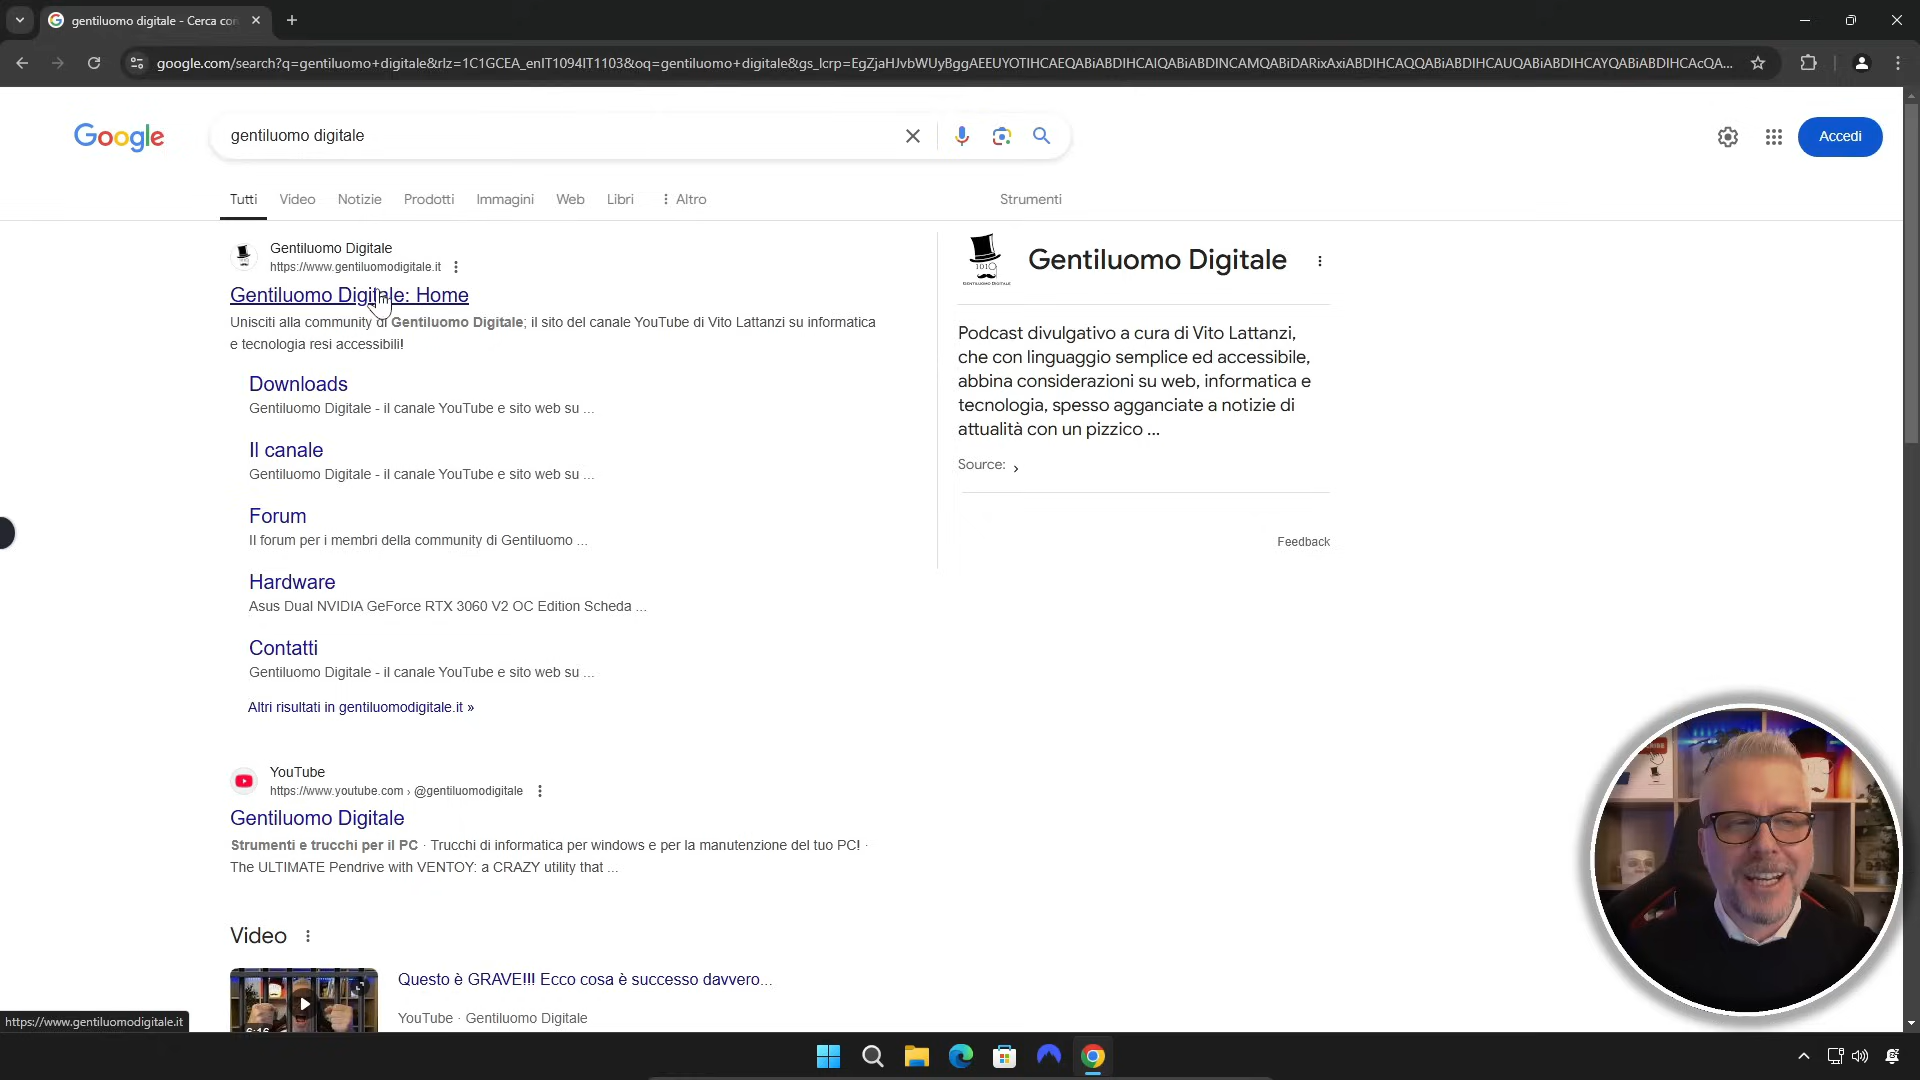 gentiluomo digitale - Cerca con
google.com/search?q=gentiluomo+digitale&rlz=1C1GCEA_enIT1094IT1103&oq=gentiluomo+digitale&gs_lcrp=EgZjaHJvbWUyBggAEEUYOTIHCAEQABiABDIHCAIQABiABDINCAMQABiDARixAxiABDIHCAQQABiABDIHCAUQABiABDIHCAYQABiABDIHCAcQA...
Google
gentiluomo digitale
Accedi
Tutti Video Notizie Prodotti Immagini Web Libri Altro Strumenti
Gentiluomo Digitale
https://www.gentiluomodigitale.it
Gentiluomo Digitale: Home
Unisciti alla community di Gentiluomo Digitale; il sito del canale YouTube di Vito Lattanzi su informatica
e tecnologia resi accessibili!
Downloads
Gentiluomo Digitale - il canale YouTube e sito web su ...
Il canale
Gentiluomo Digitale - il canale YouTube e sito web su ...
Forum
Il forum per i membri della community di Gentiluomo ...
Hardware
Asus Dual NVIDIA GeForce RTX 3060 V2 OC Edition Scheda ...
Contatti
Gentiluomo Digitale - il canale YouTube e sito web su ...
Altri risultati in gentiluomodigitale.it »
YouTube
https://www.youtube.com › @gentiluomodigitale
Gentiluomo Digitale
Strumenti e trucchi per il PC · Trucchi di informatica per windows e per la manutenzione del tuo PC! ·
The ULTIMATE Pendrive with VENTOY: a CRAZY utility that ...
Video
Questo è GRAVE!!! Ecco cosa è successo davvero...
YouTube · Gentiluomo Digitale
6:16
1010
GENTILUOMO DIGITALE
Gentiluomo Digitale
Podcast divulgativo a cura di Vito Lattanzi,
che con linguaggio semplice ed accessibile,
abbina considerazioni su web, informatica e
tecnologia, spesso agganciate a notizie di
attualità con un pizzico ...
Source:
Feedback
https://www.gentiluomodigitale.it